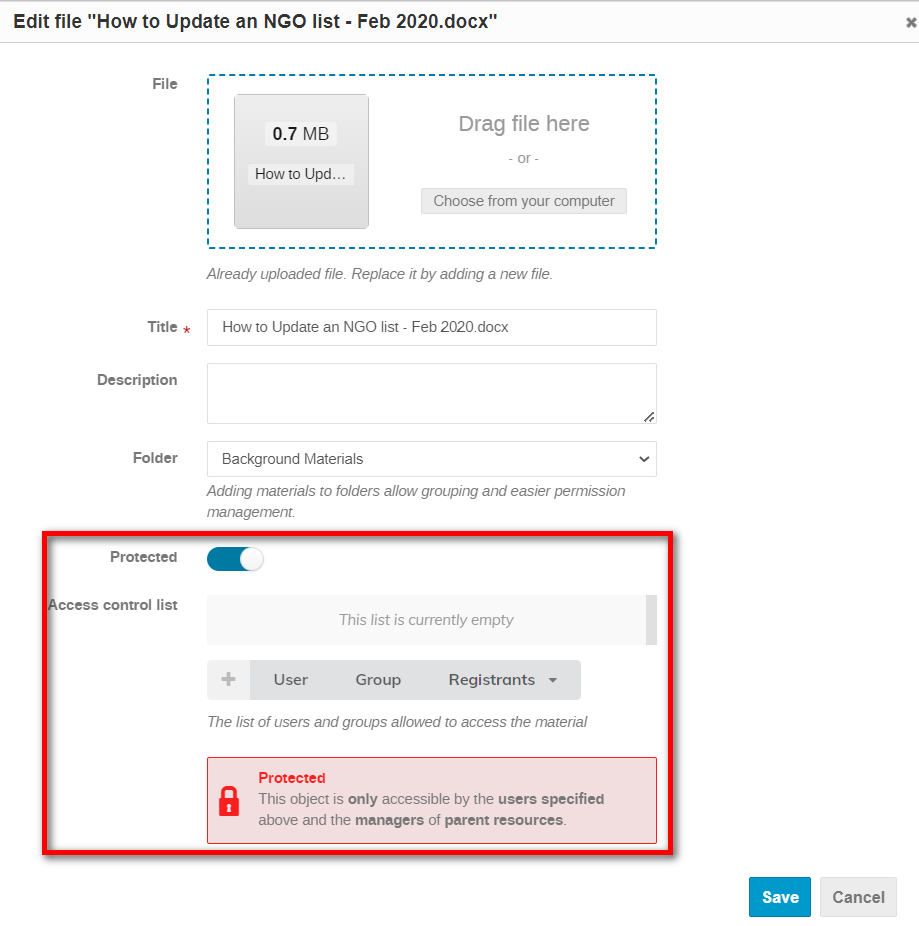 Edit file "How to Update an NGO list - Feb 2020.docx"
File
0.7 MB
How to Upd…
Drag file here
- or -
Choose from your computer
Already uploaded file. Replace it by adding a new file.
Title *
How to Update an NGO list - Feb 2020.docx
Description
Folder
Background Materials
Adding materials to folders allow grouping and easier permission
management.
Protected
Access control list
This list is currently empty
+ User Group Registrants
The list of users and groups allowed to access the material
Protected
This object is only accessible by the users specified
above and the managers of parent resources.
Save Cancel